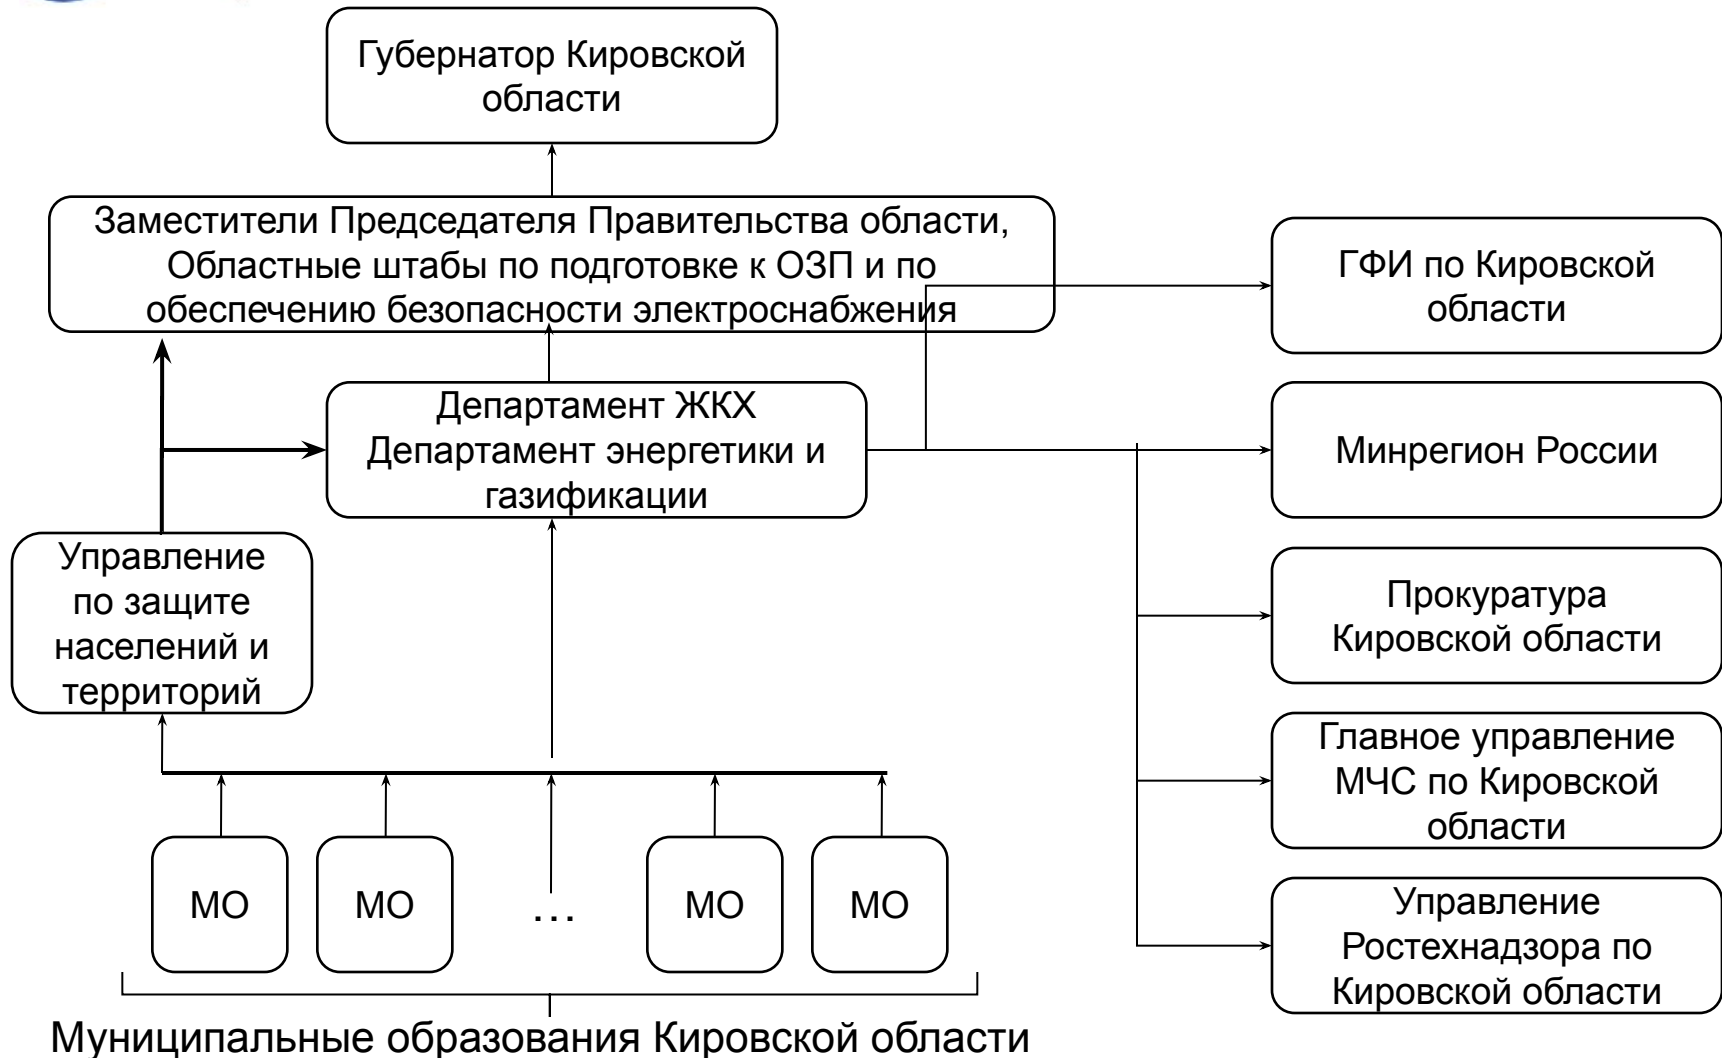 Губернатор Кировской
области
Заместители Председателя Правительства области,
Областные штабы по подготовке к ОЗП и по
обеспечению безопасности электроснабжения
ГФИ по Кировской
области
Департамент ЖКХ
Департамент энергетики и
газификации
Минрегион России
Управление
по защите
населений и
территорий
Прокуратура
Кировской области
Главное управление
МЧС по Кировской
области
МО
МО
…
МО
МО
Управление
Ростехнадзора по
Кировской области
Муниципальные образования Кировской области